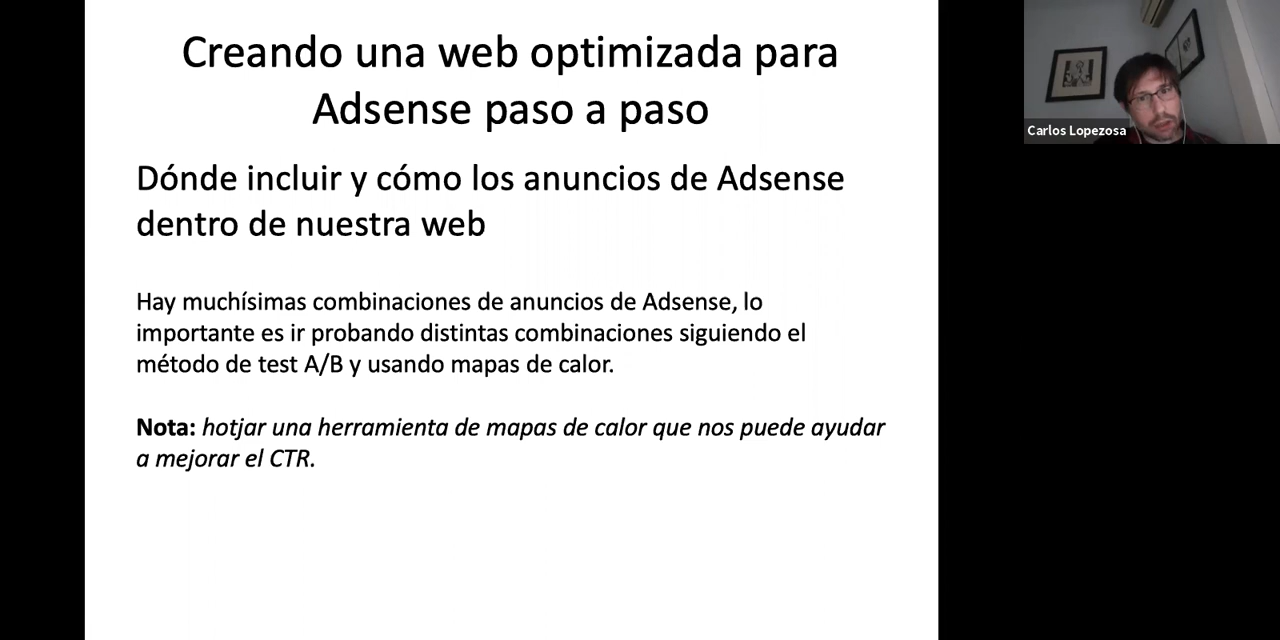 Creando una web optimizada para
Adsense paso a paso
Dónde incluir y cómo los anuncios de Adsense
dentro de nuestra web
Hay muchísimas combinaciones de anuncios de Adsense, lo
importante es ir probando distintas combinaciones siguiendo el
método de test A/B y usando mapas de calor.
Nota: hotjar una herramienta de mapas de calor que nos puede ayudar
a mejorar el CTR.
Carlos Lopezosa